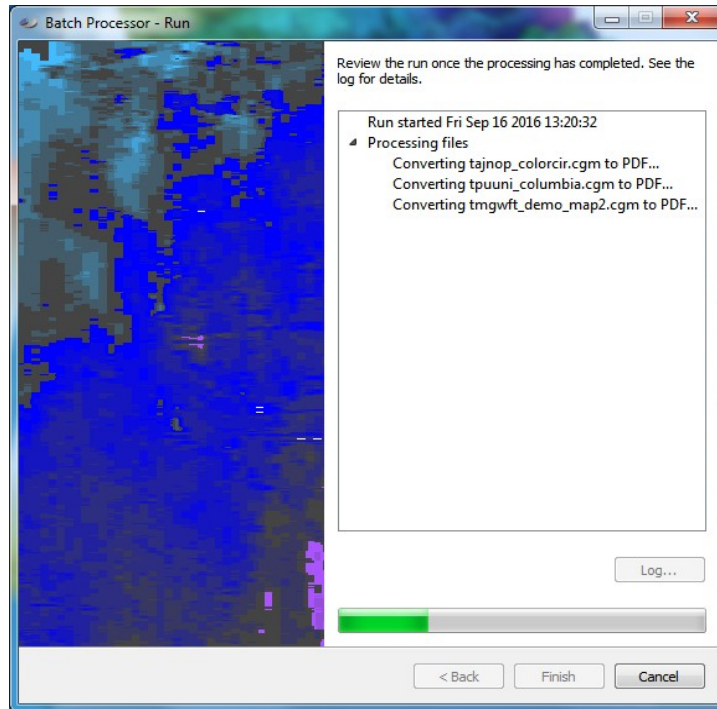 Batch Processor - Run
Review the run once the processing has completed. See the
log for details.
Run started Fri Sep 16 2016 13:20:32
Processing files
Converting tajnop_colorcir.cgm to PDF...
Converting tpuuni_columbia.cgm to PDF...
Converting tmgwft_demo_map2.cgm to PDF...
Log...
< Back
Finish
Cancel